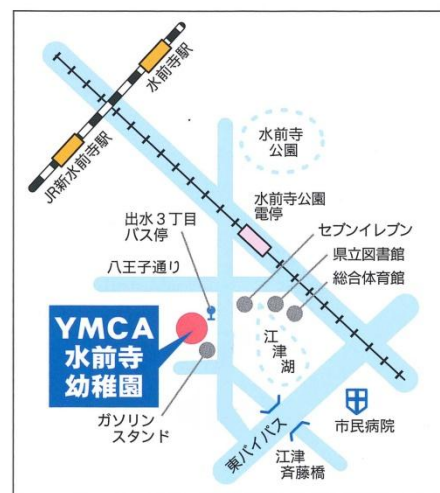 水前寺駅
JR新水前寺駅
水前寺
公園
水前寺公園
電停
セブンイレブン
県立図書館
総合体育館
出水3丁目
バス停
八王子通り
YMCA
水前寺
幼稚園
江
津
湖
ガソリン
スタンド
東バイパス
江津
斉藤橋
市民病院